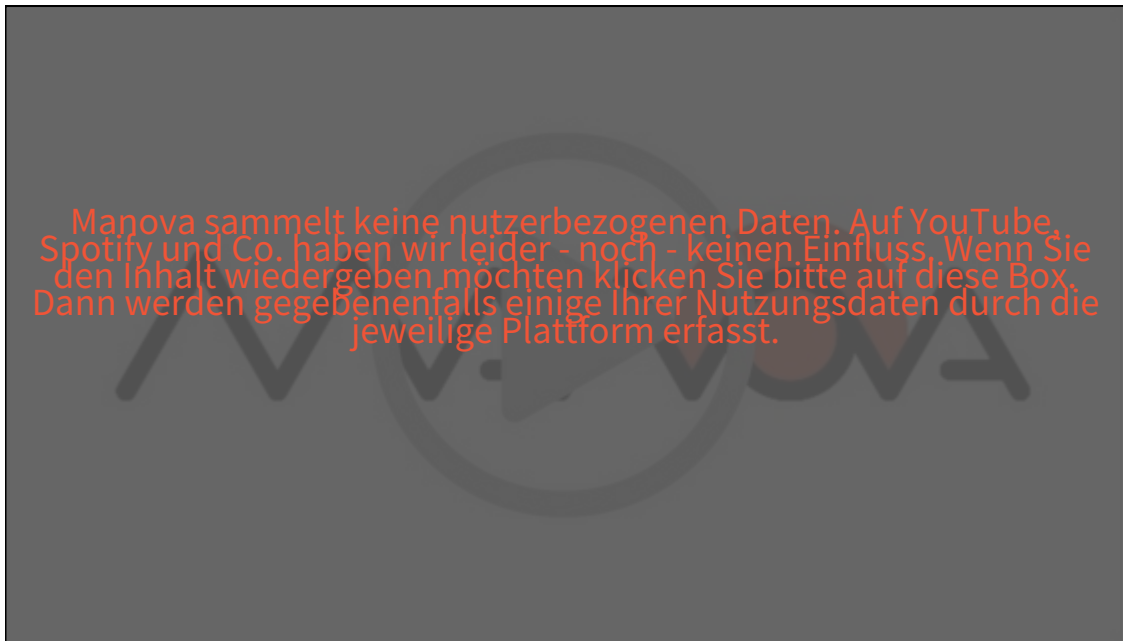 Manova sammelt keine nutzerbezogenen Daten. Auf YouTube,
Spotify und Co. haben wir leider - noch - keinen Einfluss. Wenn Sie
den Inhalt wiedergeben möchten klicken Sie bitte auf diese Box.
Dann werden gegebenenfalls einige Ihrer Nutzungsdaten durch die
jeweilige Plattform erfasst.
MANOVA